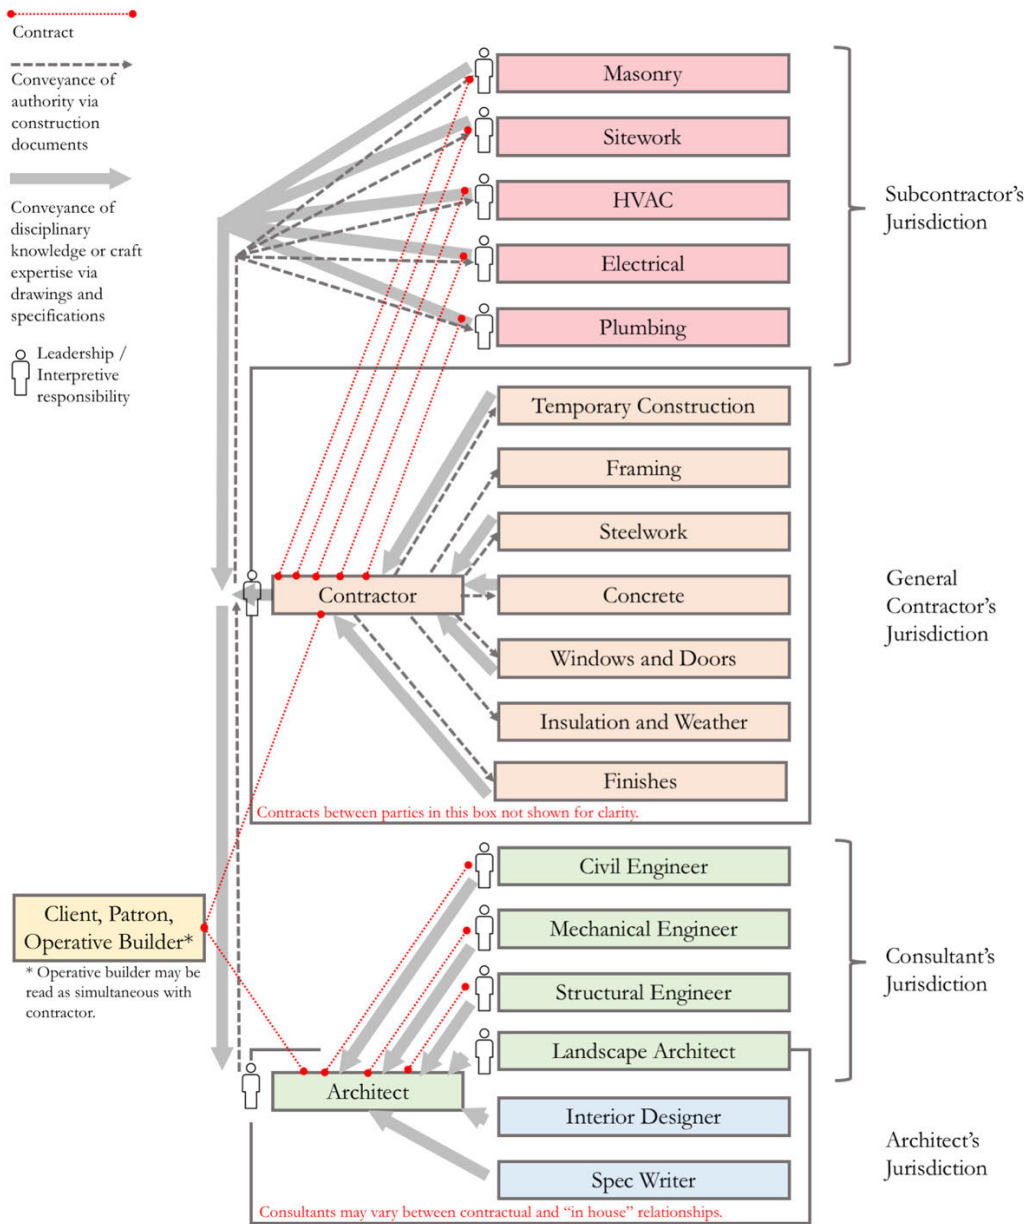 Contract
Conveyance of
authority via
construction
documents
Conveyance of
disciplinary
knowledge or craft
expertise via
drawings and
specifications
Leadership /
Interpretive
responsibility
Masonry
Sitework
HVAC
Electrical
Plumbing
Subcontractor’s
Jurisdiction
Temporary Construction
Framing
Steelwork
Contractor
Concrete
Windows and Doors
Insulation and Weather
Finishes
Contracts between parties in this box not shown for clarity.
General
Contractor’s
Jurisdiction
Client, Patron,
Operative Builder*
* Operative builder may be
read as simultaneous with
contractor.
Civil Engineer
Mechanical Engineer
Structural Engineer
Landscape Architect
Consultant’s
Jurisdiction
Architect
Interior Designer
Spec Writer
Consultants may vary between contractual and “in house” relationships.
Architect’s
Jurisdiction